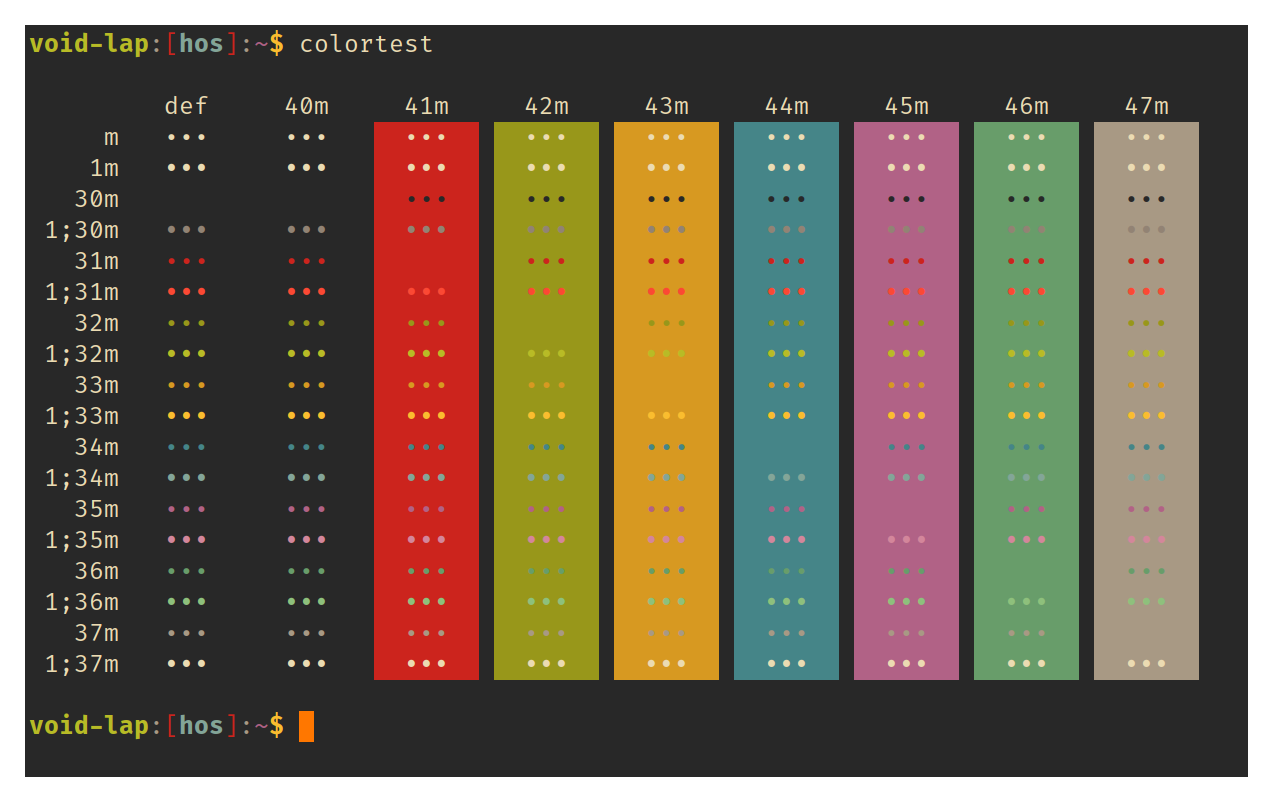 void-lap:[hos]:~$ colortest
def 40m 41m 42m 43m 44m 45m 46m 47m
m ••• ••• ••• ••• ••• ••• ••• ••• •••
1m ••• ••• ••• ••• ••• ••• ••• ••• •••
30m ••• ••• ••• ••• ••• ••• •••
1;30m ••• ••• ••• ••• ••• ••• ••• ••• •••
31m ••• ••• ••• ••• ••• ••• ••• •••
1;31m ••• ••• ••• ••• ••• ••• ••• ••• •••
32m ••• ••• ••• ••• ••• ••• ••• •••
1;32m ••• ••• ••• ••• ••• ••• ••• ••• •••
33m ••• ••• ••• ••• ••• ••• ••• •••
1;33m ••• ••• ••• ••• ••• ••• ••• ••• •••
34m ••• ••• ••• ••• ••• ••• ••• •••
1;34m ••• ••• ••• ••• ••• ••• ••• ••• •••
35m ••• ••• ••• ••• ••• ••• ••• •••
1;35m ••• ••• ••• ••• ••• ••• ••• ••• •••
36m ••• ••• ••• ••• ••• ••• ••• •••
1;36m ••• ••• ••• ••• ••• ••• ••• ••• •••
37m ••• ••• ••• ••• ••• ••• ••• •••
1;37m ••• ••• ••• ••• ••• ••• ••• ••• •••
void-lap:[hos]:~$